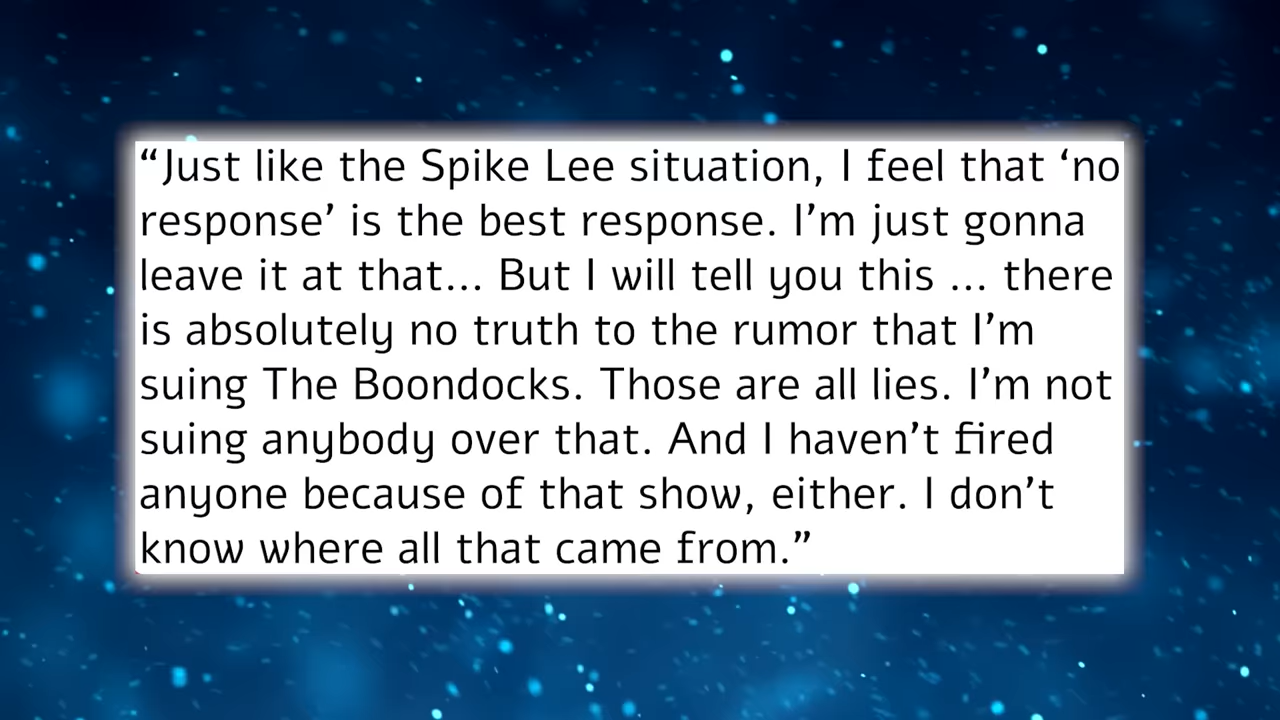 “Just like the Spike Lee situation, I feel that ‘no
response’ is the best response. I’m just gonna
leave it at that... But I will tell you this ... there
is absolutely no truth to the rumor that I’m
suing The Boondocks. Those are all lies. I’m not
suing anybody over that. And I haven’t fired
anyone because of that show, either. I don’t
know where all that came from.”